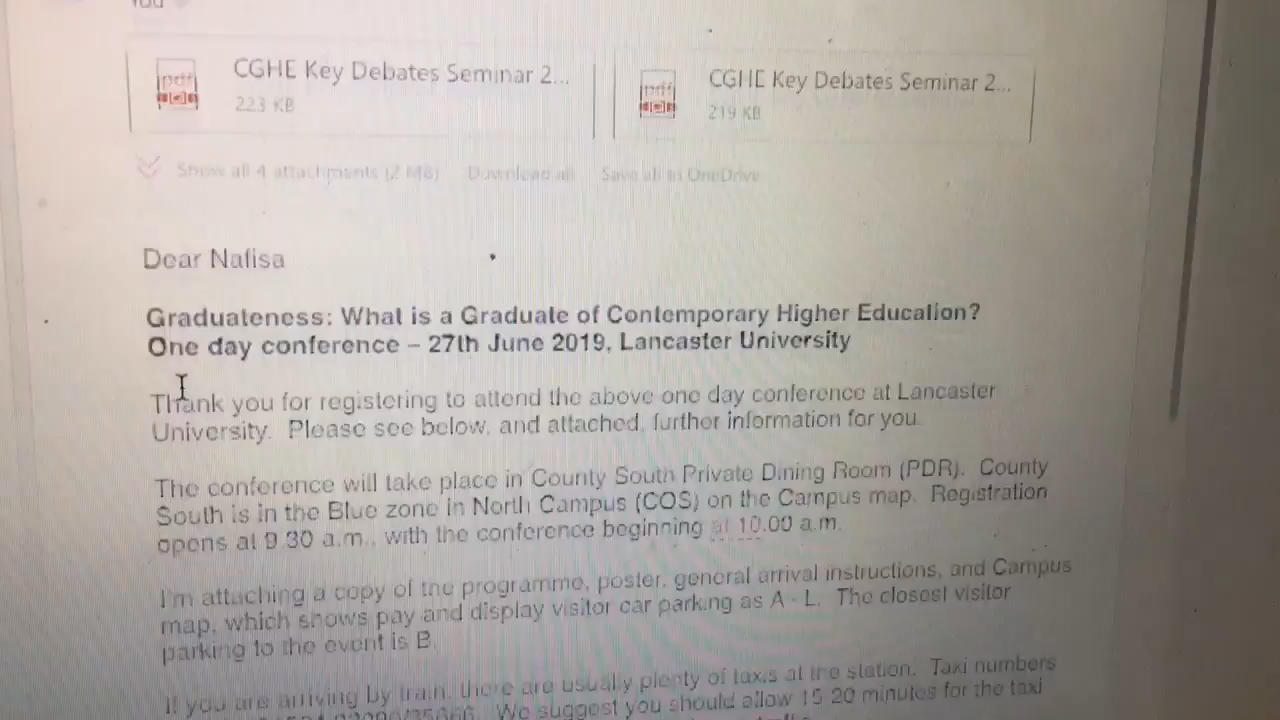 You
pdf
CGHE Key Debates Seminar 2...
223 KB
pdf
CGHE Key Debates Seminar 2...
219 KB
Show all 4 attachments (2 MB) Download all Save all to OneDrive
Dear Nafisa
Graduateness: What is a Graduate of Contemporary Higher Education?
One day conference – 27th June 2019, Lancaster University
Thank you for registering to attend the above one day conference at Lancaster
University. Please see below, and attached, further information for you.
The conference will take place in County South Private Dining Room (PDR). County
South is in the Blue zone in North Campus (COS) on the Campus map. Registration
opens at 9.30 a.m., with the conference beginning at 10.00 a.m.
I'm attaching a copy of the programme, poster, general arrival instructions, and Campus
map, which shows pay and display visitor car parking as A - L. The closest visitor
parking to the event is B.
If you are arriving by train, there are usually plenty of taxis at the station. Taxi numbers
We suggest you should allow 15-20 minutes for the taxi